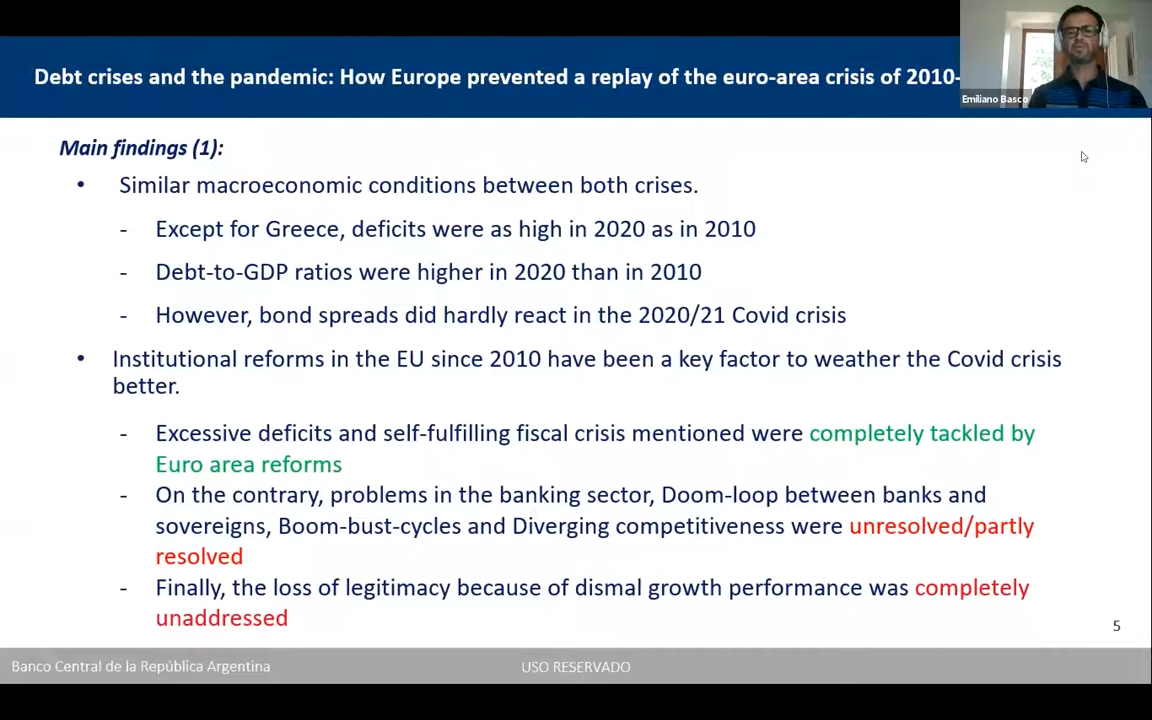 Debt crises and the pandemic: How Europe prevented a replay of the euro-area crisis of 2010-
Emiliano Basco
Main findings (1):
• Similar macroeconomic conditions between both crises.
- Except for Greece, deficits were as high in 2020 as in 2010
- Debt-to-GDP ratios were higher in 2020 than in 2010
- However, bond spreads did hardly react in the 2020/21 Covid crisis
• Institutional reforms in the EU since 2010 have been a key factor to weather the Covid crisis
better.
- Excessive deficits and self-fulfilling fiscal crisis mentioned were completely tackled by
Euro area reforms
- On the contrary, problems in the banking sector, Doom-loop between banks and
sovereigns, Boom-bust-cycles and Diverging competitiveness were unresolved/partly
resolved
- Finally, the loss of legitimacy because of dismal growth performance was completely
unaddressed
5
Banco Central de la República Argentina
USO RESERVADO